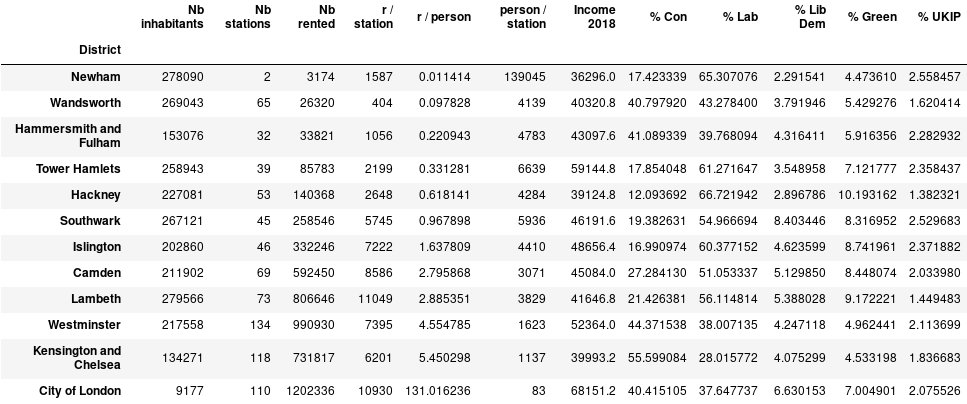 Nb inhabitants Nb stations Nb rented r / station r / person person / station Income 2018 % Con % Lab % Lib Dem % Green % UKIP
District
Newham 278090 2 3174 1587 0.011414 139045 36296.0 17.423339 65.307076 2.291541 4.473610 2.558457
Wandsworth 269043 65 26320 404 0.097828 4139 40320.8 40.797920 43.278400 3.791946 5.429276 1.620414
Hammersmith and Fulham 153076 32 33821 1056 0.220943 4783 43097.6 41.089339 39.768094 4.316411 5.916356 2.282932
Tower Hamlets 258943 39 85783 2199 0.331281 6639 59144.8 17.854048 61.271647 3.548958 7.121777 2.358437
Hackney 227081 53 140368 2648 0.618141 4284 39124.8 12.093692 66.721942 2.896786 10.193162 1.382321
Southwark 267121 45 258546 5745 0.967898 5936 46191.6 19.382631 54.966694 8.403446 8.316952 2.529683
Islington 202860 46 332246 7222 1.637809 4410 48656.4 16.990974 60.377152 4.623599 8.741961 2.371882
Camden 211902 69 592450 8586 2.795868 3071 45084.0 27.284130 51.053337 5.129850 8.448074 2.033980
Lambeth 279566 73 806646 11049 2.885351 3829 41646.8 21.426381 56.114814 5.388028 9.172221 1.449483
Westminster 217558 134 990930 7395 4.554785 1623 52364.0 44.371538 38.007135 4.247118 4.962441 2.113699
Kensington and Chelsea 134271 118 731817 6201 5.450298 1137 39993.2 55.599084 28.015772 4.075299 4.533198 1.836683
City of London 9177 110 1202336 10930 131.016236 83 68151.2 40.415105 37.647737 6.630153 7.004901 2.075526